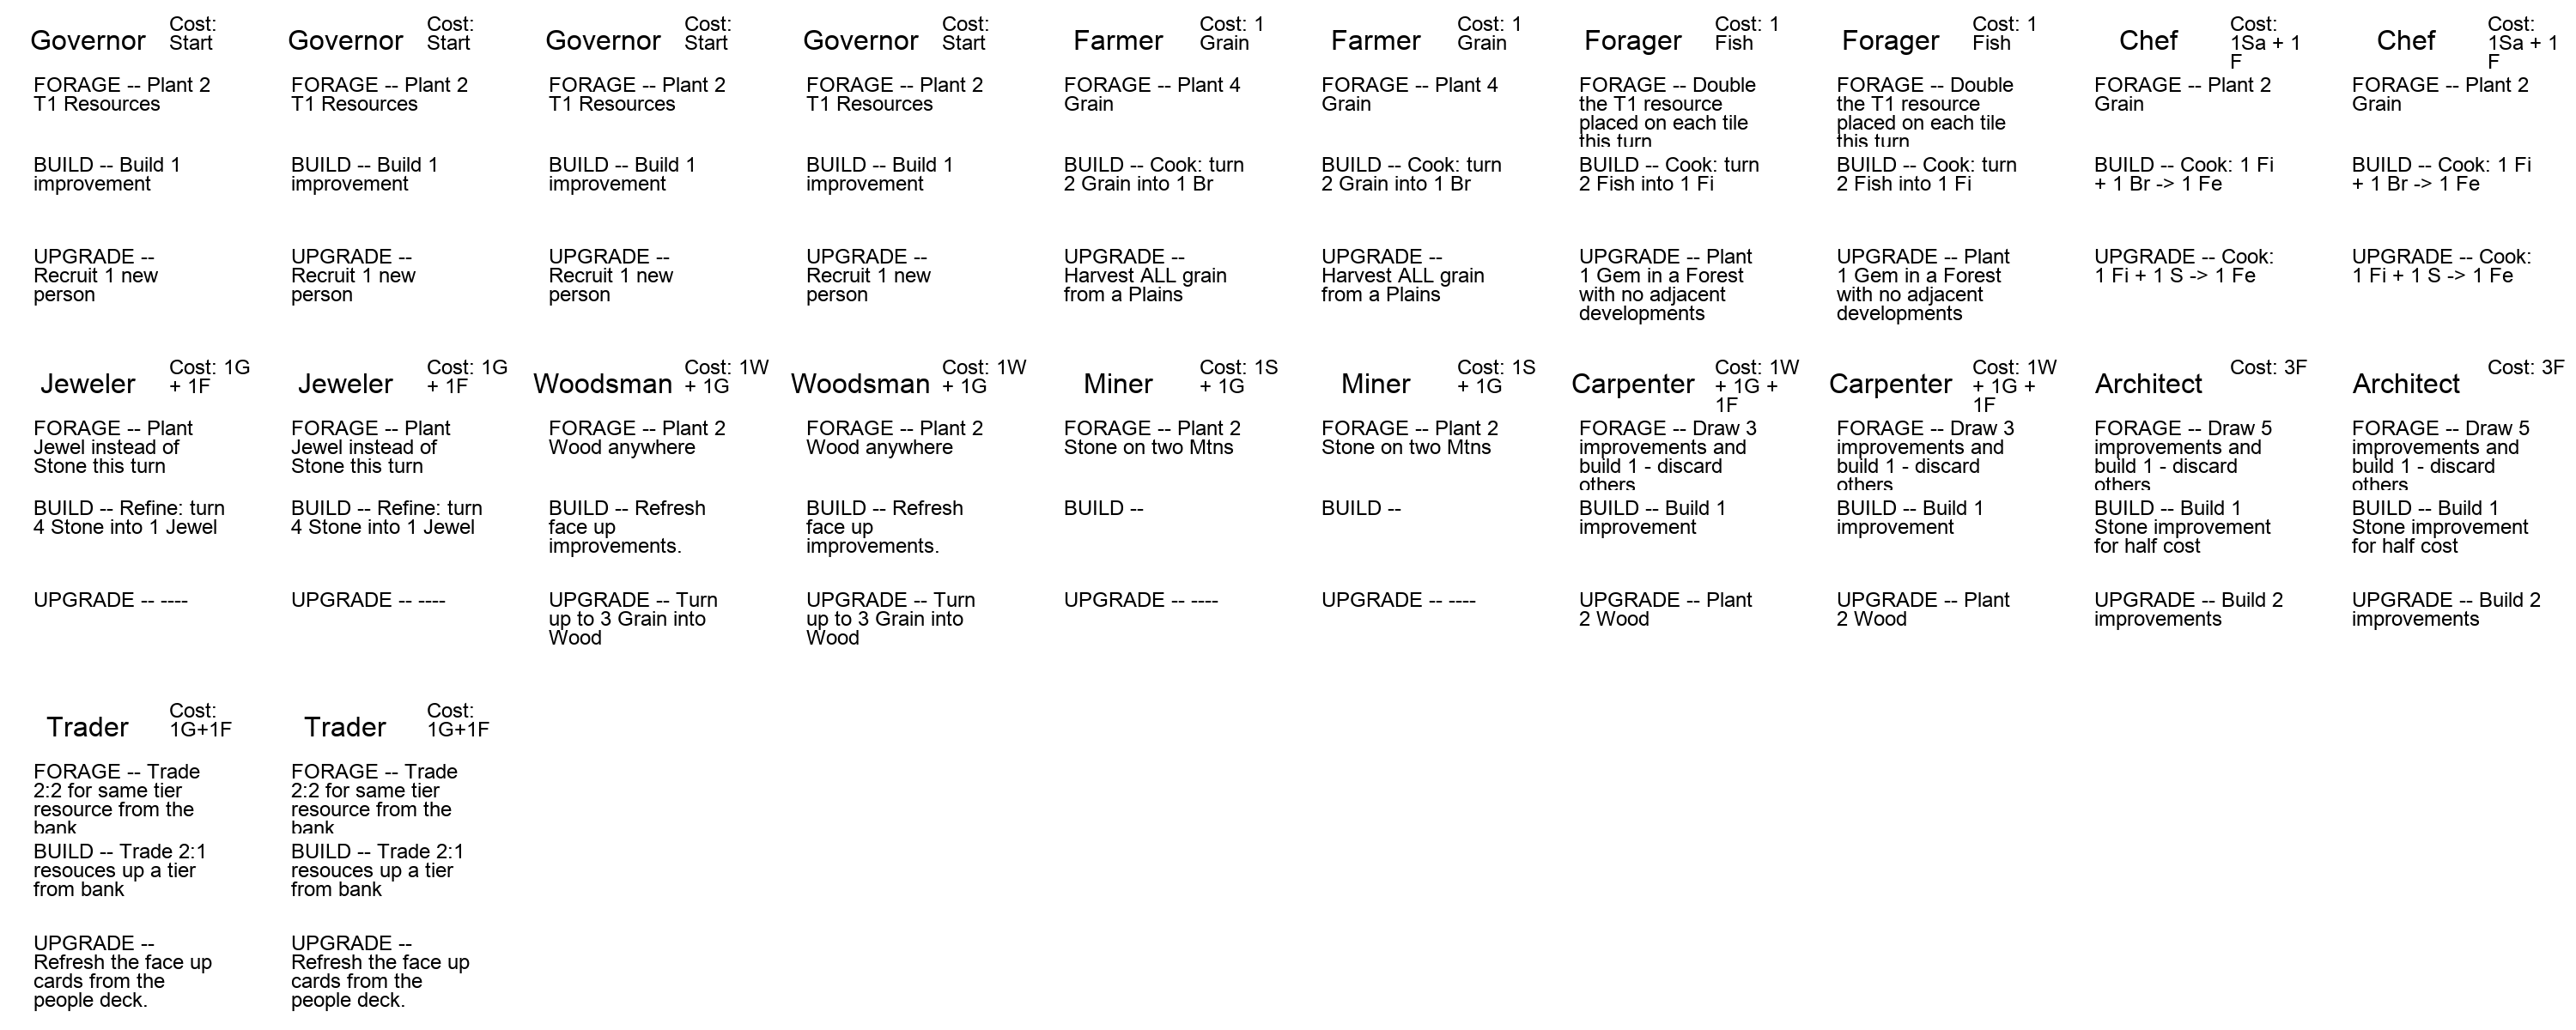 Governor
Cost:
Start
FORAGE -- Plant 2
T1 Resources
BUILD -- Build 1
improvement
UPGRADE --
Recruit 1 new
person
Governor
Cost:
Start
FORAGE -- Plant 2
T1 Resources
BUILD -- Build 1
improvement
UPGRADE --
Recruit 1 new
person
Governor
Cost:
Start
FORAGE -- Plant 2
T1 Resources
BUILD -- Build 1
improvement
UPGRADE --
Recruit 1 new
person
Governor
Cost:
Start
FORAGE -- Plant 2
T1 Resources
BUILD -- Build 1
improvement
UPGRADE --
Recruit 1 new
person
Farmer
Cost: 1
Grain
FORAGE -- Plant 4
Grain
BUILD -- Cook: turn
2 Grain into 1 Br
UPGRADE --
Harvest ALL grain
from a Plains
Farmer
Cost: 1
Grain
FORAGE -- Plant 4
Grain
BUILD -- Cook: turn
2 Grain into 1 Br
UPGRADE --
Harvest ALL grain
from a Plains
Forager
Cost: 1
Fish
FORAGE -- Double
the T1 resource
placed on each tile
this turn
BUILD -- Cook: turn
2 Fish into 1 Fi
UPGRADE -- Plant
1 Gem in a Forest
with no adjacent
developments
Forager
Cost: 1
Fish
FORAGE -- Double
the T1 resource
placed on each tile
this turn
BUILD -- Cook: turn
2 Fish into 1 Fi
UPGRADE -- Plant
1 Gem in a Forest
with no adjacent
developments
Chef
Cost:
1Sa + 1
F
FORAGE -- Plant 2
Grain
BUILD -- Cook: 1 Fi
+ 1 Br -> 1 Fe
UPGRADE -- Cook:
1 Fi + 1 S -> 1 Fe
Chef
Cost:
1Sa + 1
F
FORAGE -- Plant 2
Grain
BUILD -- Cook: 1 Fi
+ 1 Br -> 1 Fe
UPGRADE -- Cook:
1 Fi + 1 S -> 1 Fe
Jeweler
Cost: 1G
+ 1F
FORAGE -- Plant
Jewel instead of
Stone this turn
BUILD -- Refine: turn
4 Stone into 1 Jewel
UPGRADE -- ----
Jeweler
Cost: 1G
+ 1F
FORAGE -- Plant
Jewel instead of
Stone this turn
BUILD -- Refine: turn
4 Stone into 1 Jewel
UPGRADE -- ----
Woodsman
Cost: 1W
+ 1G
FORAGE -- Plant 2
Wood anywhere
BUILD -- Refresh
face up
improvements.
UPGRADE -- Turn
up to 3 Grain into
Wood
Woodsman
Cost: 1W
+ 1G
FORAGE -- Plant 2
Wood anywhere
BUILD -- Refresh
face up
improvements.
UPGRADE -- Turn
up to 3 Grain into
Wood
Miner
Cost: 1S
+ 1G
FORAGE -- Plant 2
Stone on two Mtns
BUILD --
UPGRADE -- ----
Miner
Cost: 1S
+ 1G
FORAGE -- Plant 2
Stone on two Mtns
BUILD --
UPGRADE -- ----
Carpenter
Cost: 1W
+ 1G +
1F
FORAGE -- Draw 3
improvements and
build 1 - discard
others
BUILD -- Build 1
improvement
UPGRADE -- Plant
2 Wood
Carpenter
Cost: 1W
+ 1G +
1F
FORAGE -- Draw 3
improvements and
build 1 - discard
others
BUILD -- Build 1
improvement
UPGRADE -- Plant
2 Wood
Architect
Cost: 3F
FORAGE -- Draw 5
improvements and
build 1 - discard
others
BUILD -- Build 1
Stone improvement
for half cost
UPGRADE -- Build 2
improvements
Architect
Cost: 3F
FORAGE -- Draw 5
improvements and
build 1 - discard
others
BUILD -- Build 1
Stone improvement
for half cost
UPGRADE -- Build 2
improvements
Trader
Cost:
1G+1F
FORAGE -- Trade
2:2 for same tier
resource from the
bank
BUILD -- Trade 2:1
resouces up a tier
from bank
UPGRADE --
Refresh the face up
cards from the
people deck.
Trader
Cost:
1G+1F
FORAGE -- Trade
2:2 for same tier
resource from the
bank
BUILD -- Trade 2:1
resouces up a tier
from bank
UPGRADE --
Refresh the face up
cards from the
people deck.